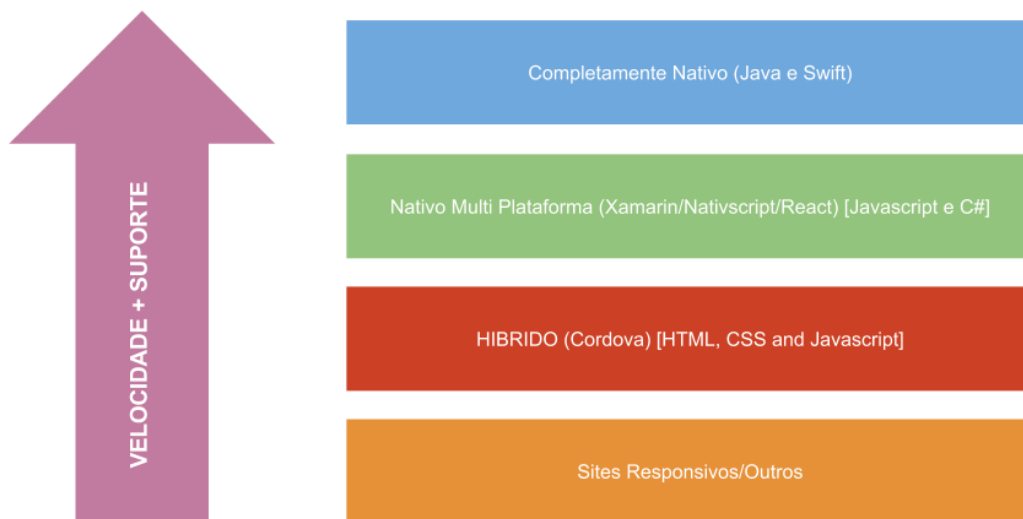 VELOCIDADE + SUPORTE
Completamente Nativo (Java e Swift)
Nativo Multi Plataforma (Xamarin/Nativscript/React) [Javascript e C#]
HIBRIDO (Cordova) [HTML, CSS and Javascript]
Sites Responsivos/Outros